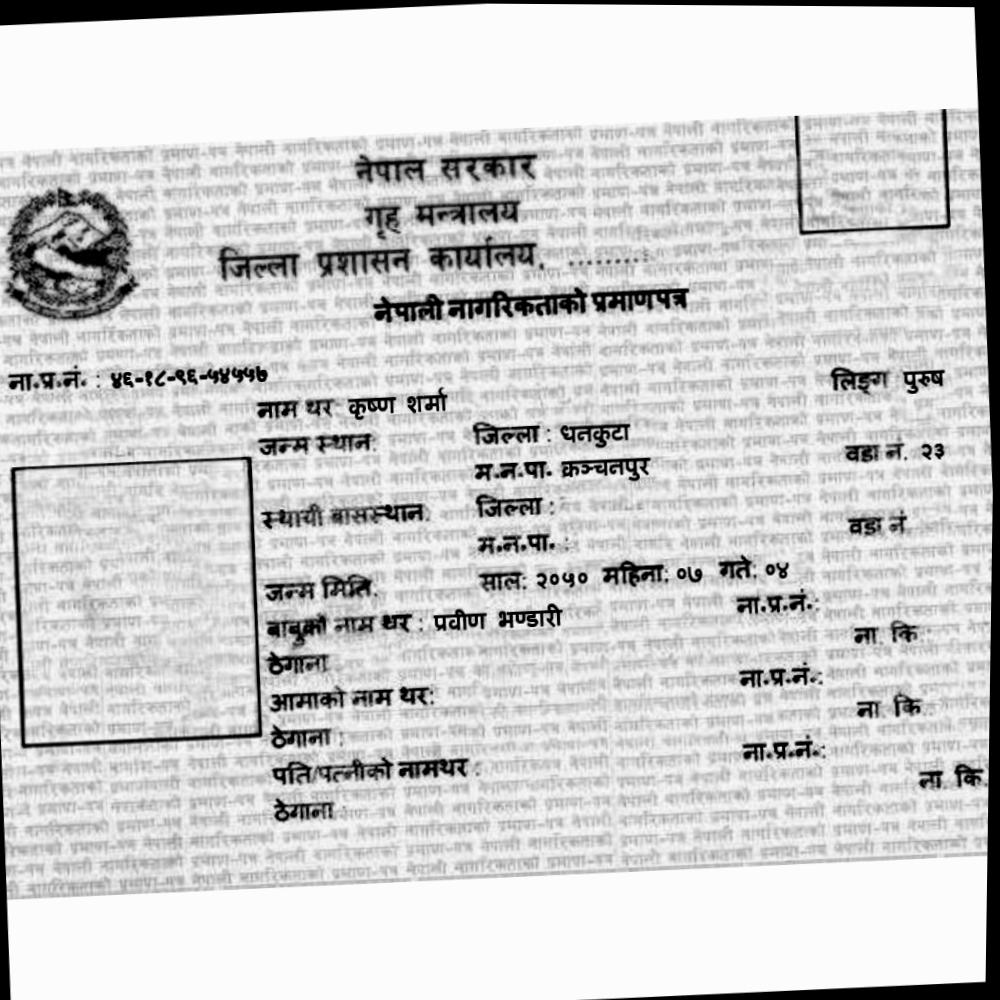 नेपाल सरकार
गृह मन्त्रालय
जिल्ला प्रशासन कार्यालय, .........
नेपाली नागरिकताको प्रमाणपत्र
ना.प्र.नं. : ४६-१८-९६-५४५५७
लिङ्ग पुरुष
नाम थर कृष्ण शर्मा
जन्म स्थान: जिल्ला : धनकुटा
म.न.पा. कञ्चनपुर वडा नं. २३
स्थायी बासस्थान: जिल्ला :
म.न.पा. : वडा नं
जन्म मिति: साल: २०५० महिना: ०७ गते: ०४
बाबुको नाम थर : प्रवीण भण्डारी ना.प्र.नं.:
ठेगाना ना. कि.:
आमाको नाम थर: ना.प्र.नं.:
ठेगाना : ना. कि.:
पति/पत्नीको नामथर : ना.प्र.नं.:
ठेगाना : ना. कि.